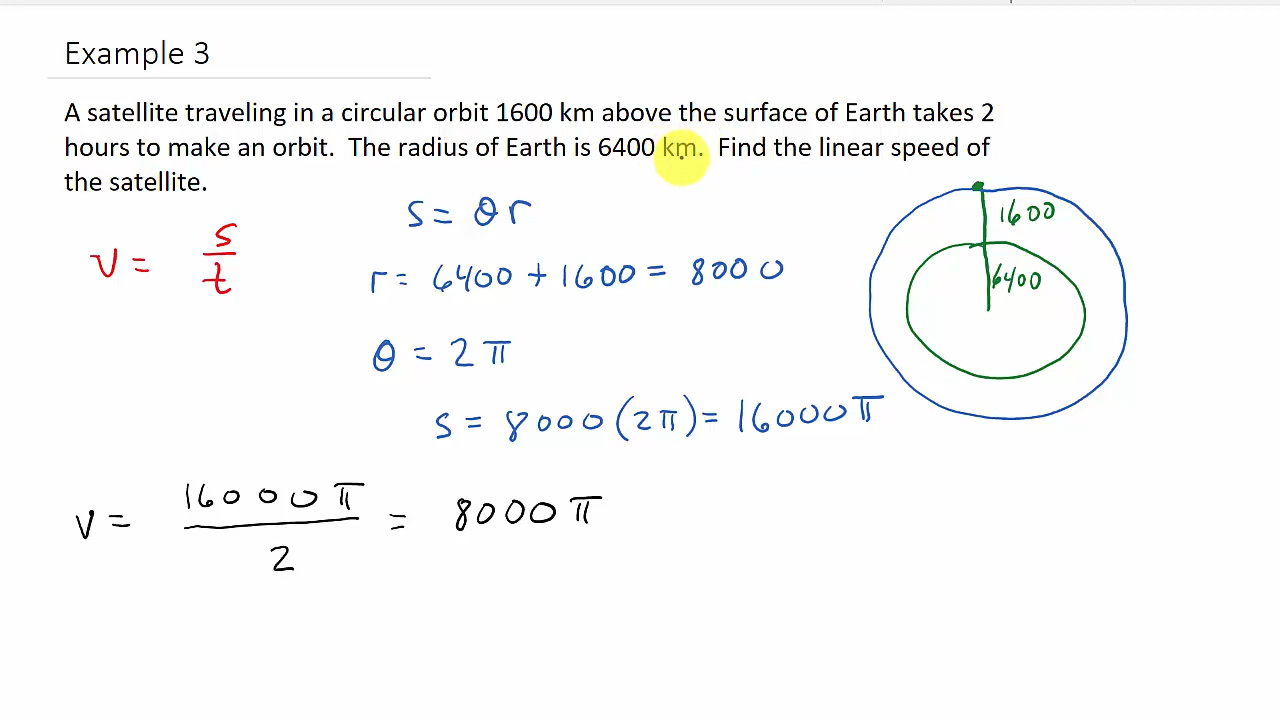 Example 3
A satellite traveling in a circular orbit 1600 km above the surface of Earth takes 2
hours to make an orbit. The radius of Earth is 6400 km. Find the linear speed of
the satellite.
v = s/t
s = θ r
r = 6400 + 1600 = 8000
θ = 2π
s = 8000 (2π) = 16000π
1600
6400
v = 16000π/2 = 8000π